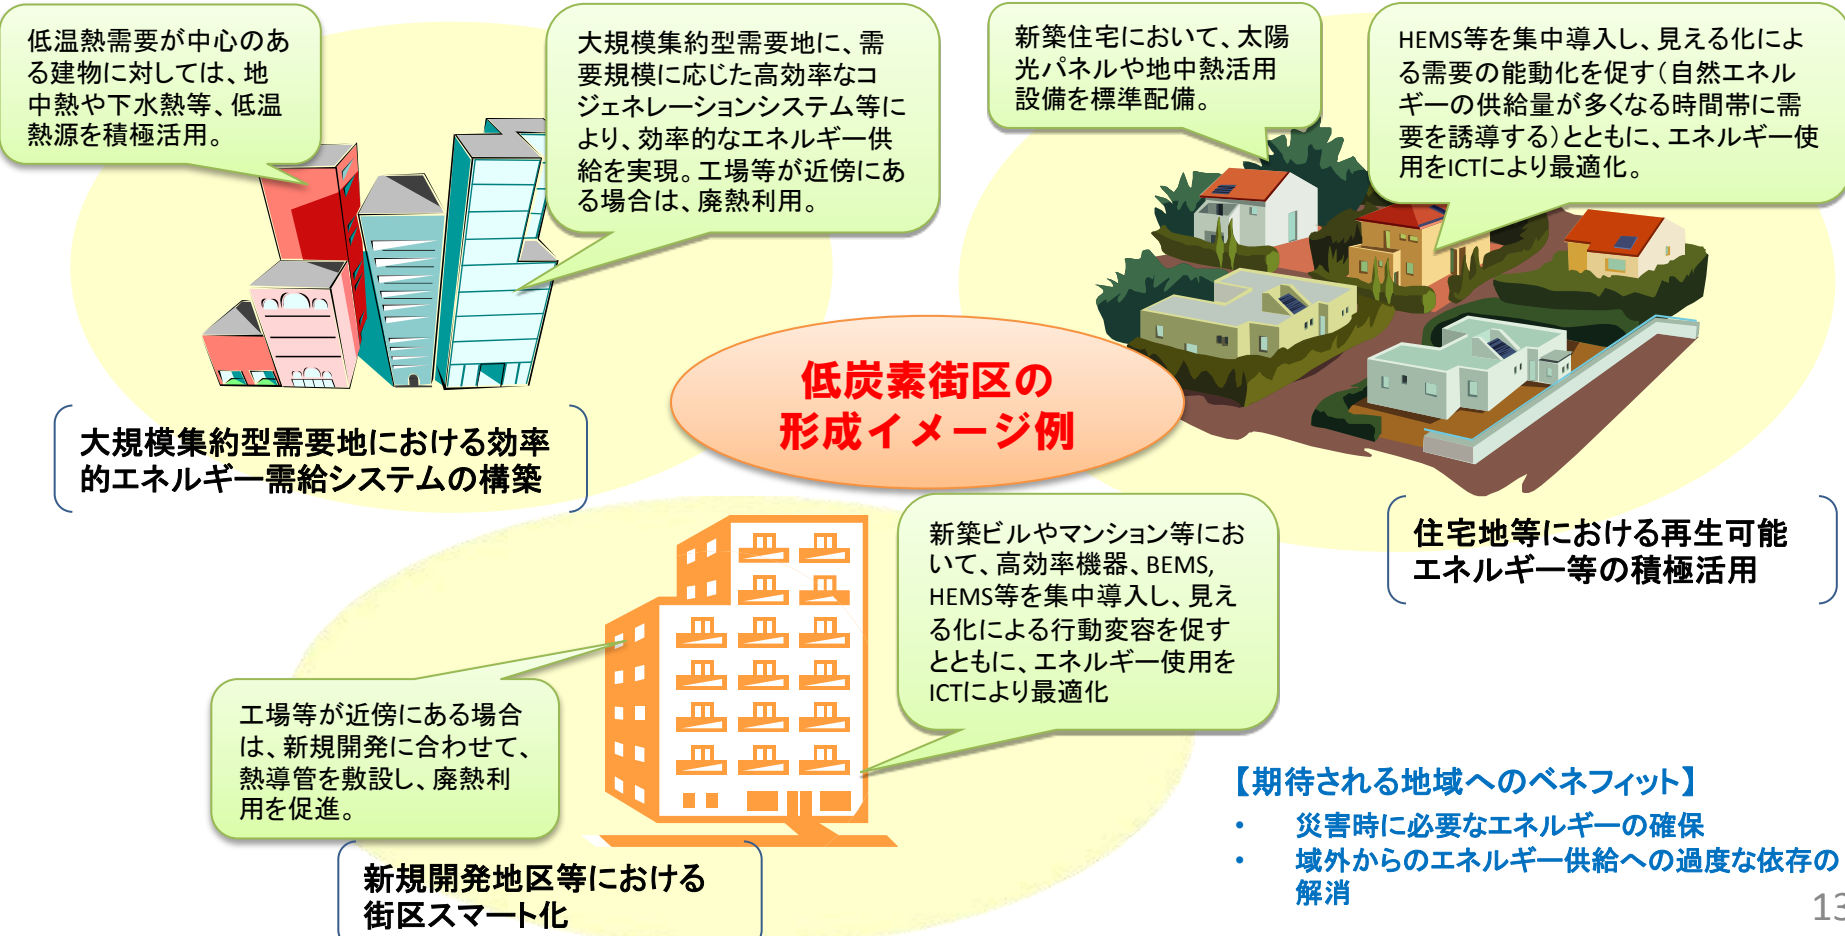 低温熱需要が中心のあ
る建物に対しては、地
中熱や下水熱等、低温
熱源を積極活用。
大規模集約型需要地に、需
要規模に応じた高効率なコ
ジェネレーションシステム等に
より、効率的なエネルギー供
給を実現。工場等が近傍にあ
る場合は、廃熱利用。
新築住宅において、太陽
光パネルや地中熱活用
設備を標準配備。
HEMS等を集中導入し、見える化によ
る需要の能動化を促す(自然エネル
ギーの供給量が多くなる時間帯に需
要を誘導する)とともに、エネルギー使
用をICTにより最適化。
低炭素街区の
形成イメージ例
大規模集約型需要地における効率
的エネルギー需給システムの構築
住宅地等における再生可能
エネルギー等の積極活用
新築ビルやマンション等にお
いて、高効率機器、BEMS,
HEMS等を集中導入し、見え
る化による行動変容を促す
とともに、エネルギー使用を
ICTにより最適化
工場等が近傍にある場合
は、新規開発に合わせて、
熱導管を敷設し、廃熱利
用を促進。
新規開発地区等における
街区スマート化
【期待される地域へのベネフィット】
• 災害時に必要なエネルギーの確保
• 域外からのエネルギー供給への過度な依存の
解消
13